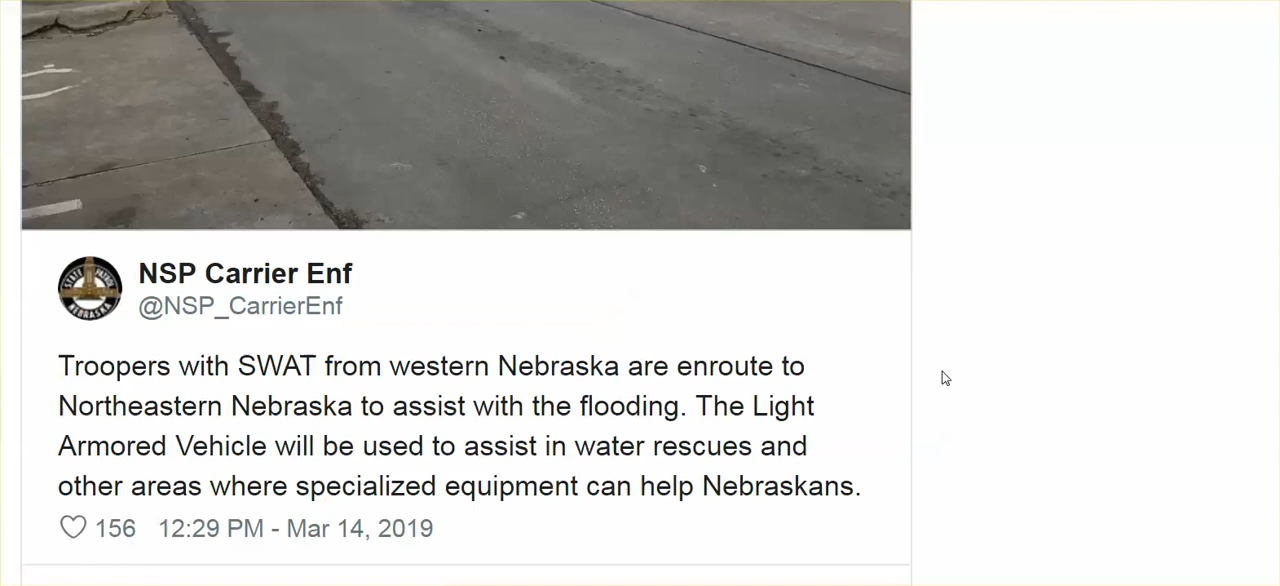 NSP Carrier Enf
@NSP_CarrierEnf
Troopers with SWAT from western Nebraska are enroute to
Northeastern Nebraska to assist with the flooding. The Light
Armored Vehicle will be used to assist in water rescues and
other areas where specialized equipment can help Nebraskans.
156 12:29 PM - Mar 14, 2019